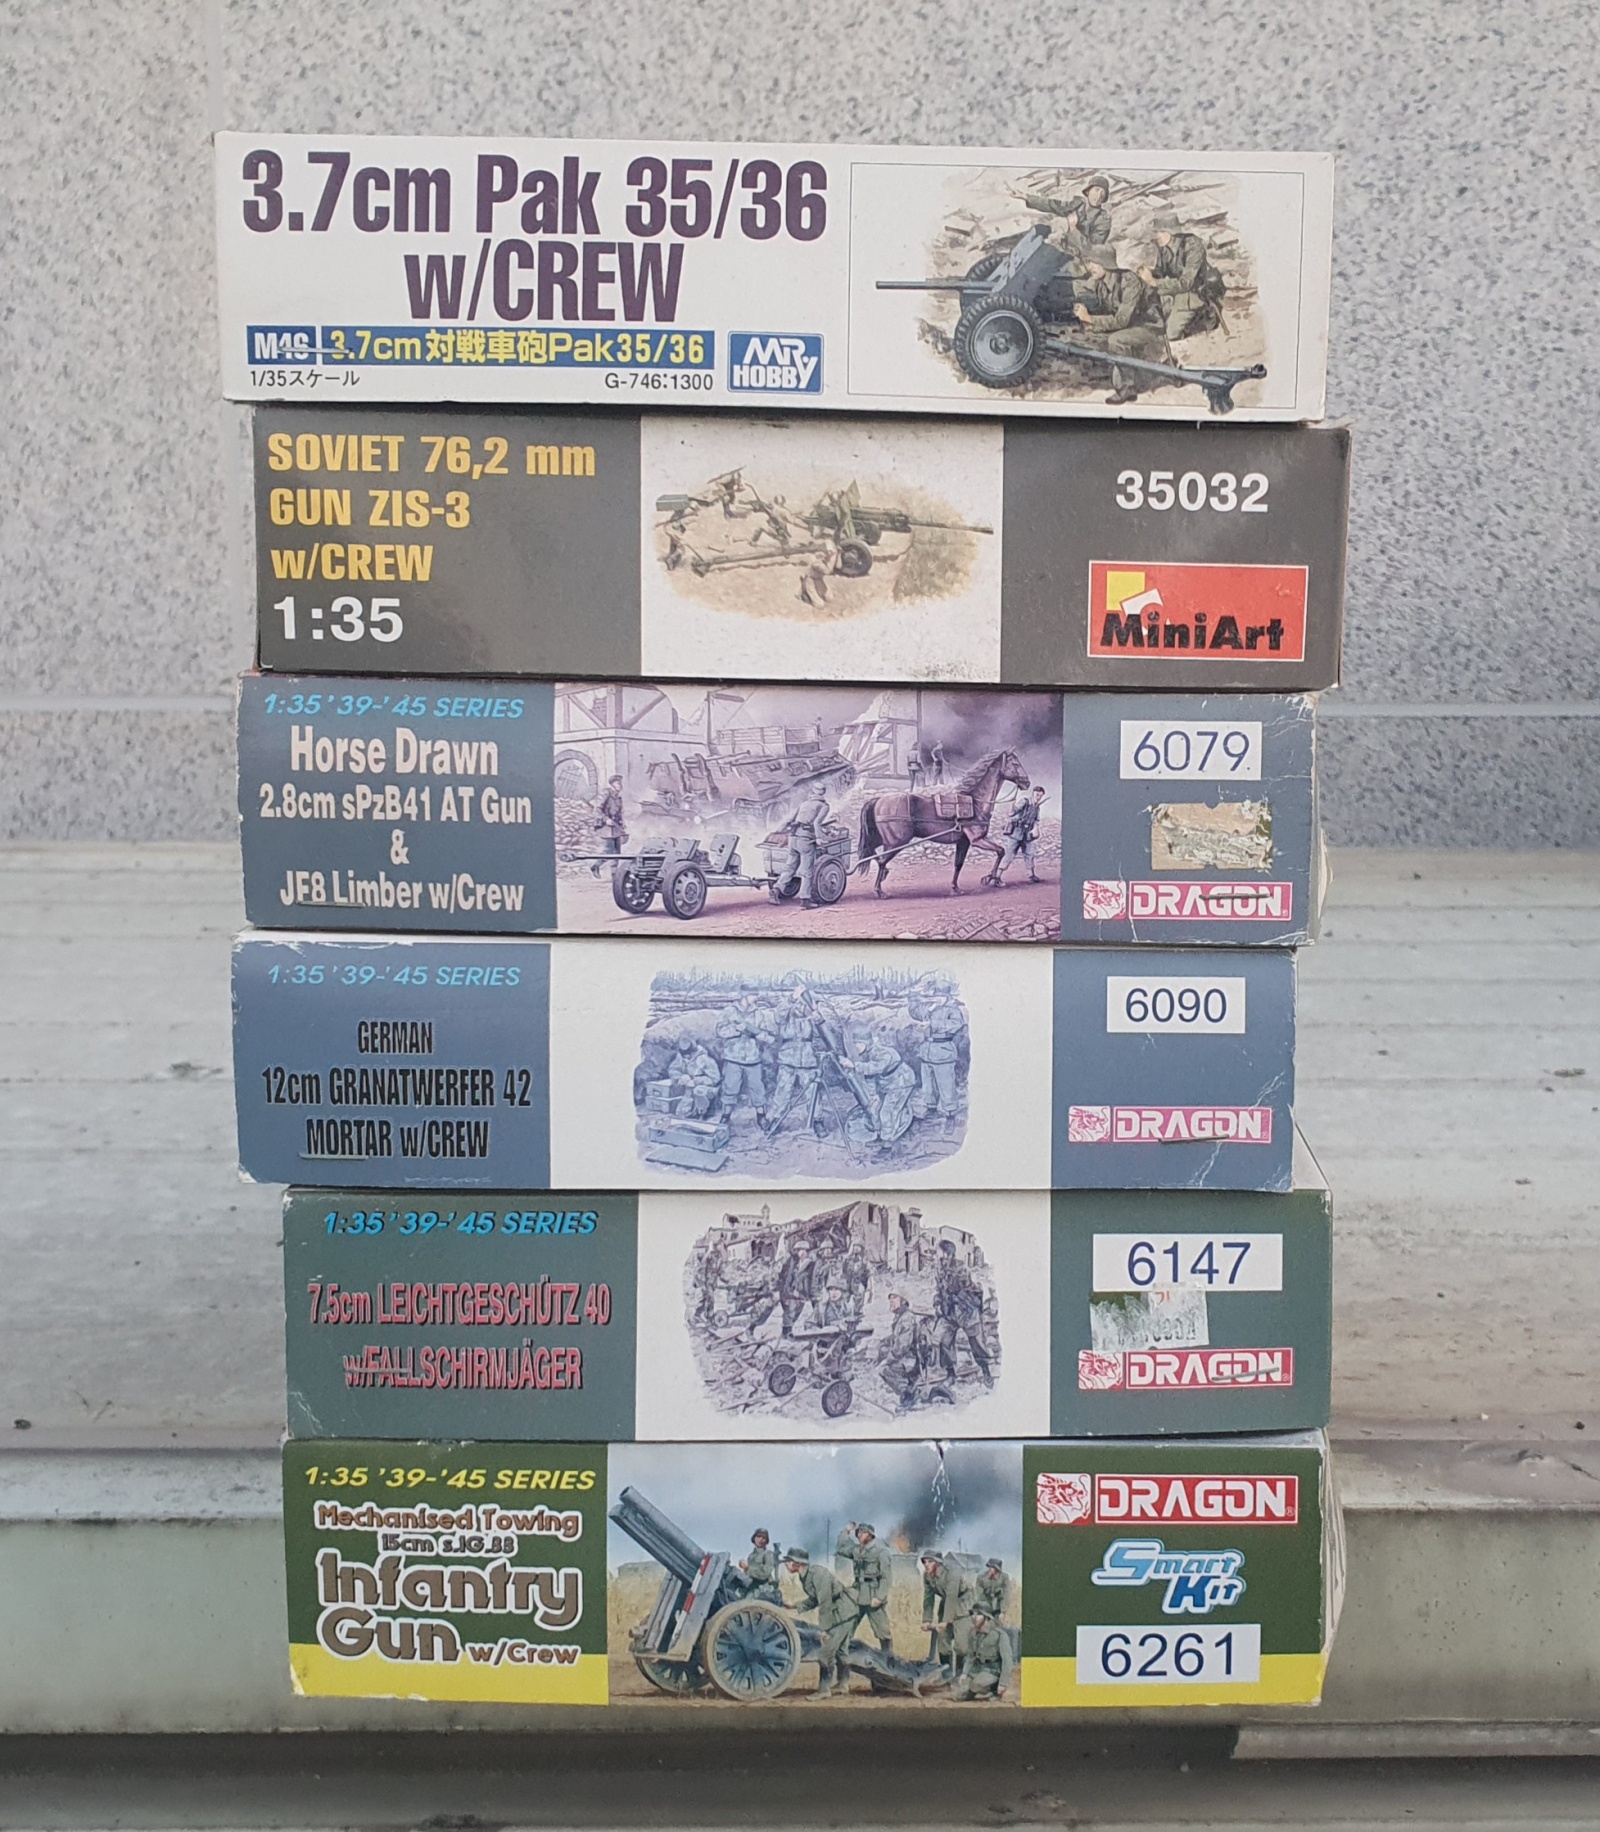 3.7cm Pak 35/36
w/CREW
M46 3.7cm対戦車砲Pak35/36
1/35スケール
G-746:1300
MR.
HOBBY
SOVIET 76,2 mm
GUN ZIS-3
w/CREW
1:35
35032
MiniArt
1:35 '39-'45 SERIES
Horse Drawn
2.8cm sPzB41 AT Gun
&
JF8 Limber w/Crew
6079
DRAGON
1:35 '39-'45 SERIES
GERMAN
12cm GRANATWERFER 42
MORTAR w/CREW
6090
DRAGON
1:35 '39-'45 SERIES
7.5cm LEICHTGESCHÜTZ 40
w/FALLSCHIRMJÄGER
6147
DRAGON
1:35 '39-'45 SERIES
Mechanised Towing
15cm s.IG.33
Infantry
Gun w/Crew
DRAGON
Smart
Kit
6261